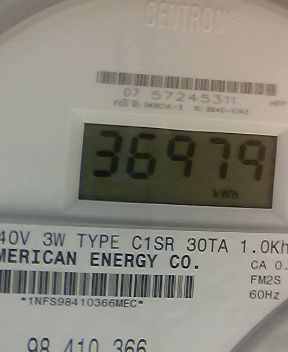 CENTRON®
07 57245311
36979
kWh
40V 3W TYPE C1SR 30TA 1.0Kh
MERICAN ENERGY CO.
CA 0.
FM2S
*1NFS98410366MEC*
60Hz
98 410 366